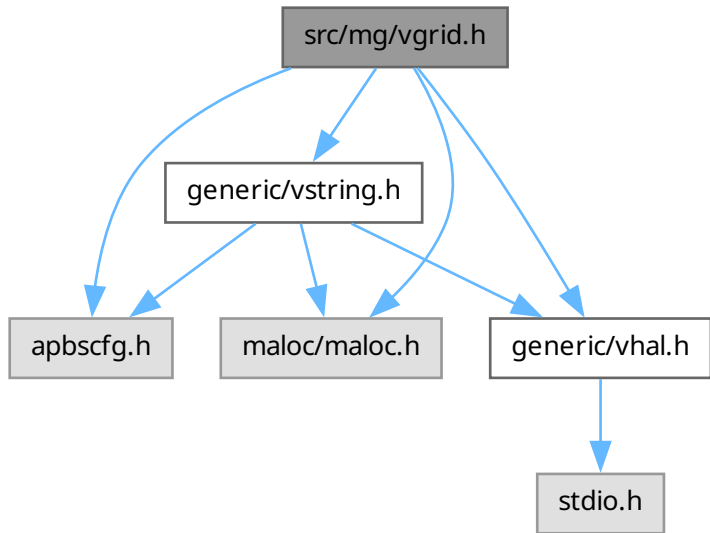 src/mg/vgrid.h
generic/vstring.h
apbscfg.h
maloc/maloc.h
generic/vhal.h
stdio.h